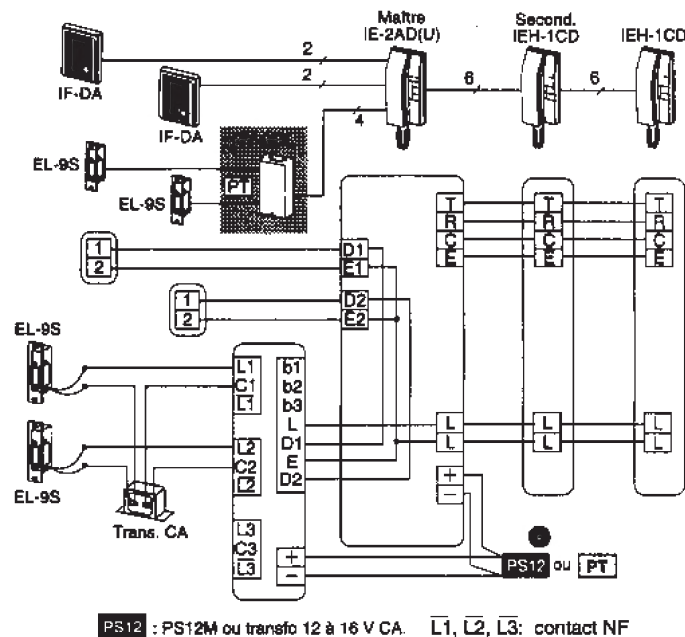 Maître
IE-2AD(U)
Second.
IEH-1CD
IEH-1CD
2
2
6
6
4
IF-DA
IF-DA
EL-9S
PT
EL-9S
T
R
C
E
T
R
C
E
T
R
C
E
1
2
D1
E1
1
2
D2
E2
EL-9S
L1
C1
L1
b1
b2
b3
L
D1
E
D2
L2
C2
L2
EL-9S
Trans. CA
L3
C3
L3
+
−
L
L
L
L
L
L
+
−
PS12 ou PT
PS12 : PS12M ou transfo 12 à 16 V CA. L1, L2, L3: contact NF